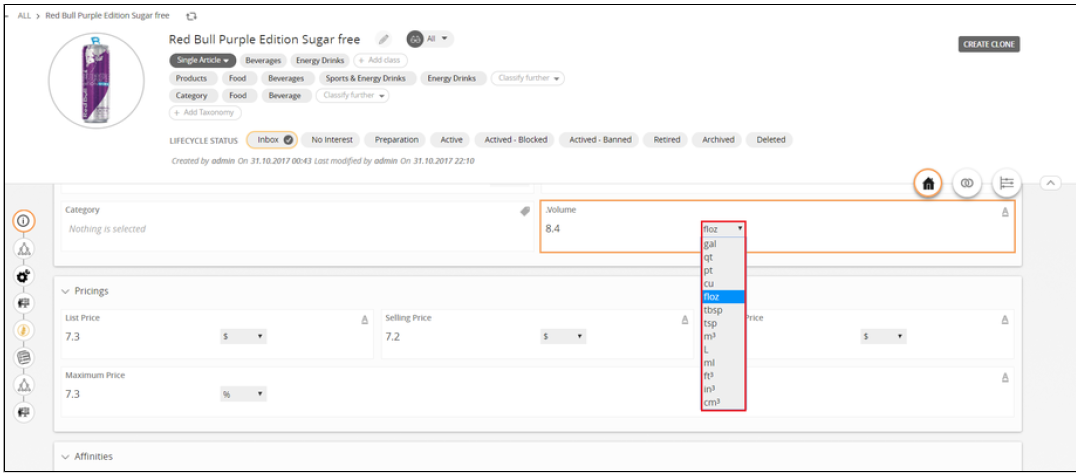 ALL > Red Bull Purple Edition Sugar free
Red Bull Purple Edition Sugar free All
CREATE CLONE
Single Article Beverages Energy Drinks + Add class
Products Food Beverages Sports & Energy Drinks Energy Drinks Classify further
Category Food Beverage Classify further
+ Add Taxonomy
LIFECYCLE STATUS Inbox No Interest Preparation Active Actived - Blocked Actived - Banned Retired Archived Deleted
Created by admin On 31.10.2017 00:43 Last modified by admin On 31.10.2017 22:10
Category
Nothing is selected
.Volume
8.4
floz
gal
qt
pt
cu
floz
tbsp
tsp
m³
L
ml
ft³
in³
cm³
Pricings
List Price
7.3 $
Selling Price
7.2 $
Price
$
Maximum Price
7.3 %
Affinities